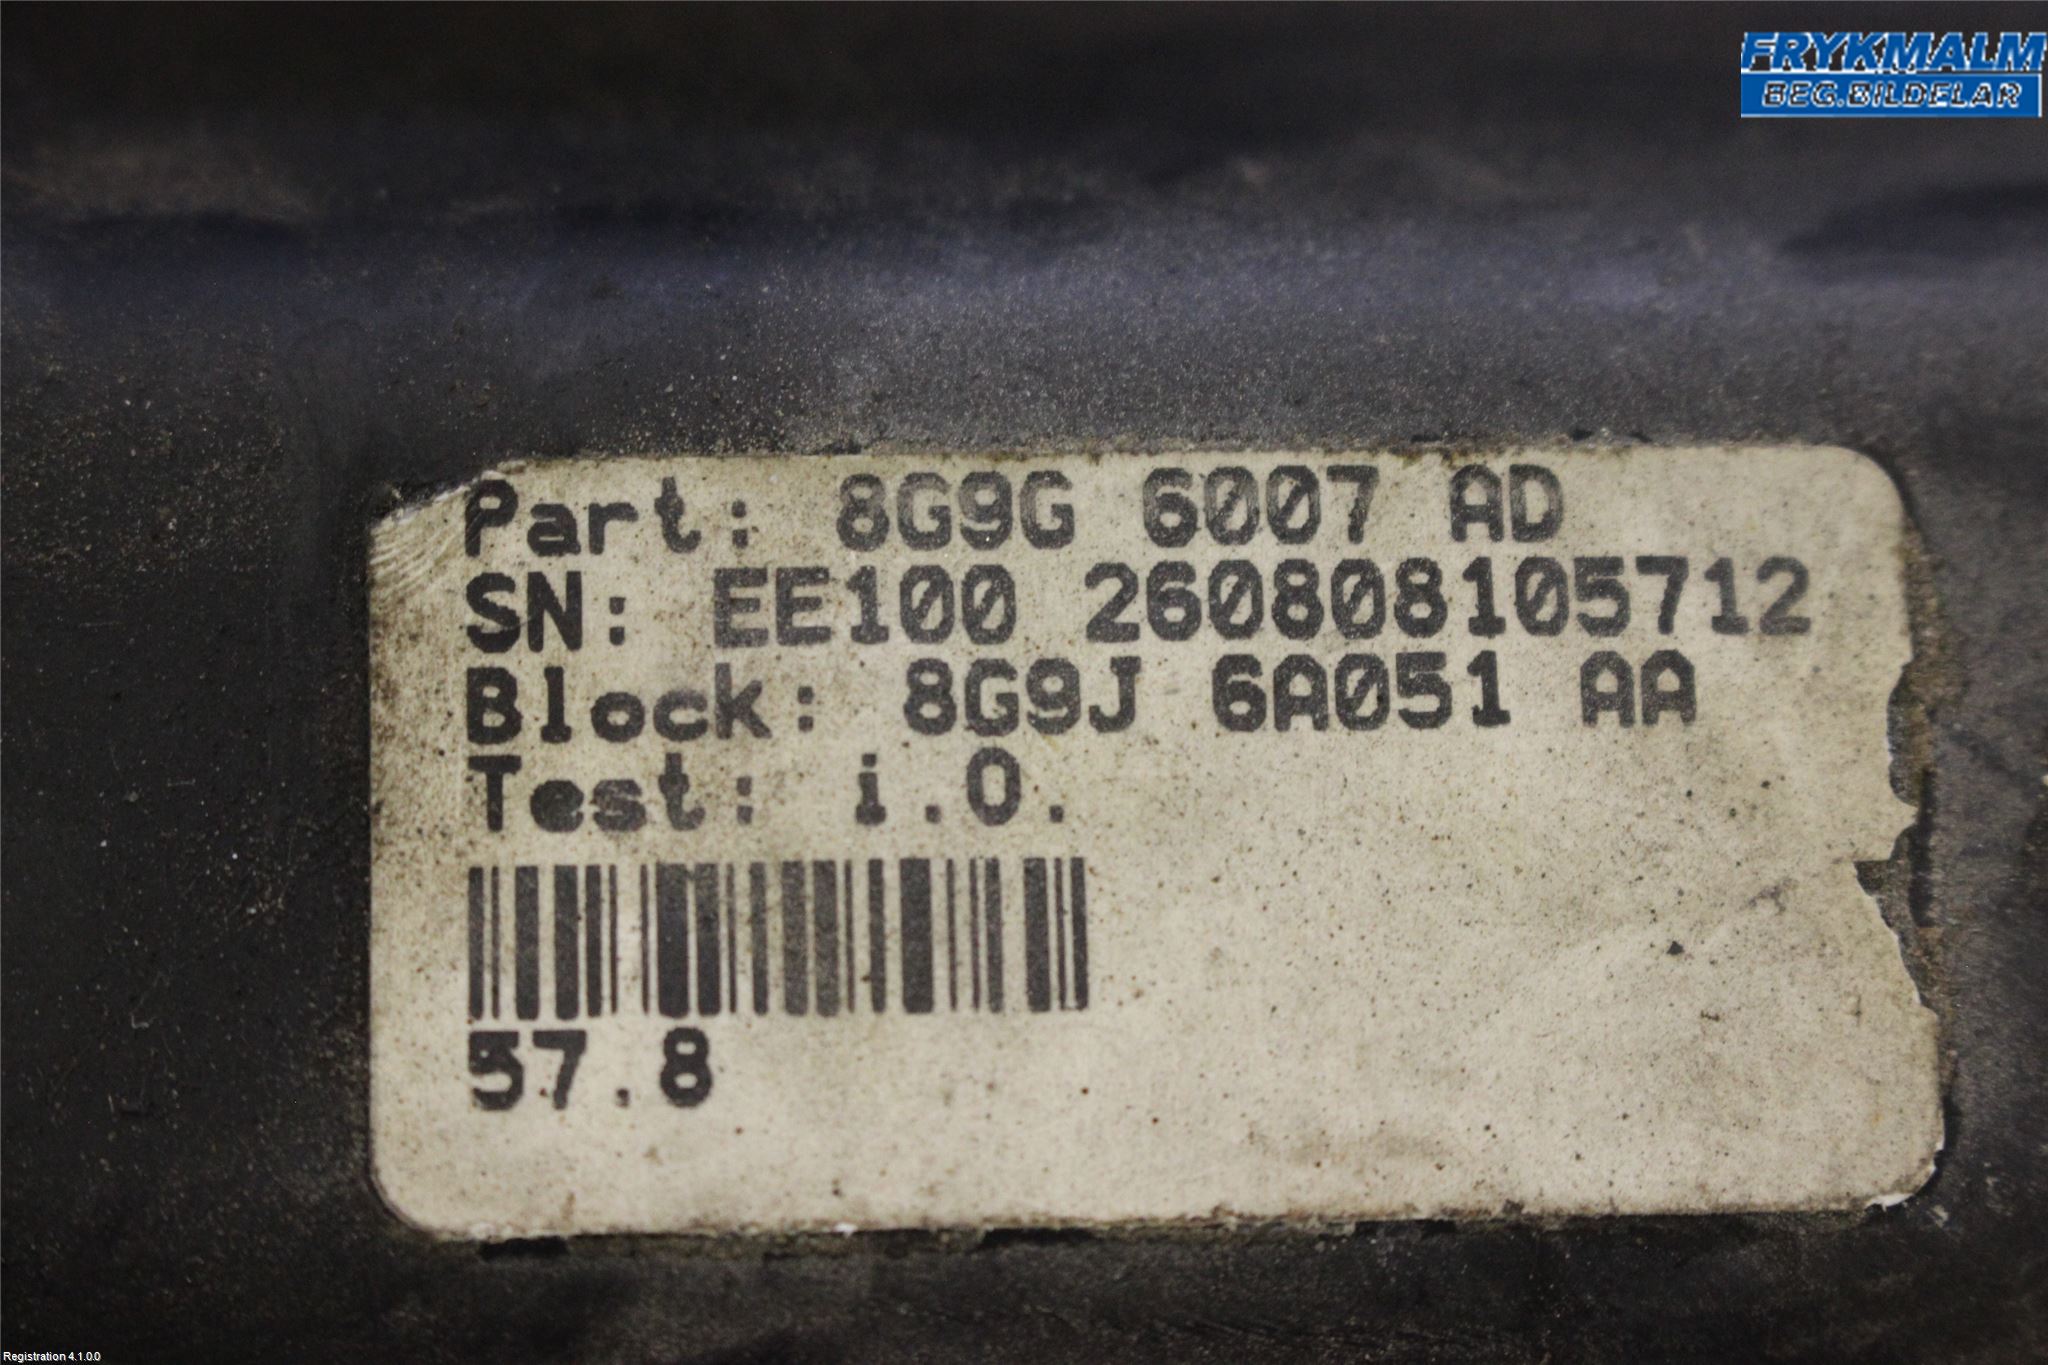 FRYKMALM
BEG.BILDELAR
Part: 8G9G 6007 AD
SN: EE100 260808105712
Block: 8G9J 6A051 AA
Test: i.O.
57.8
Registration 4.1.0.0